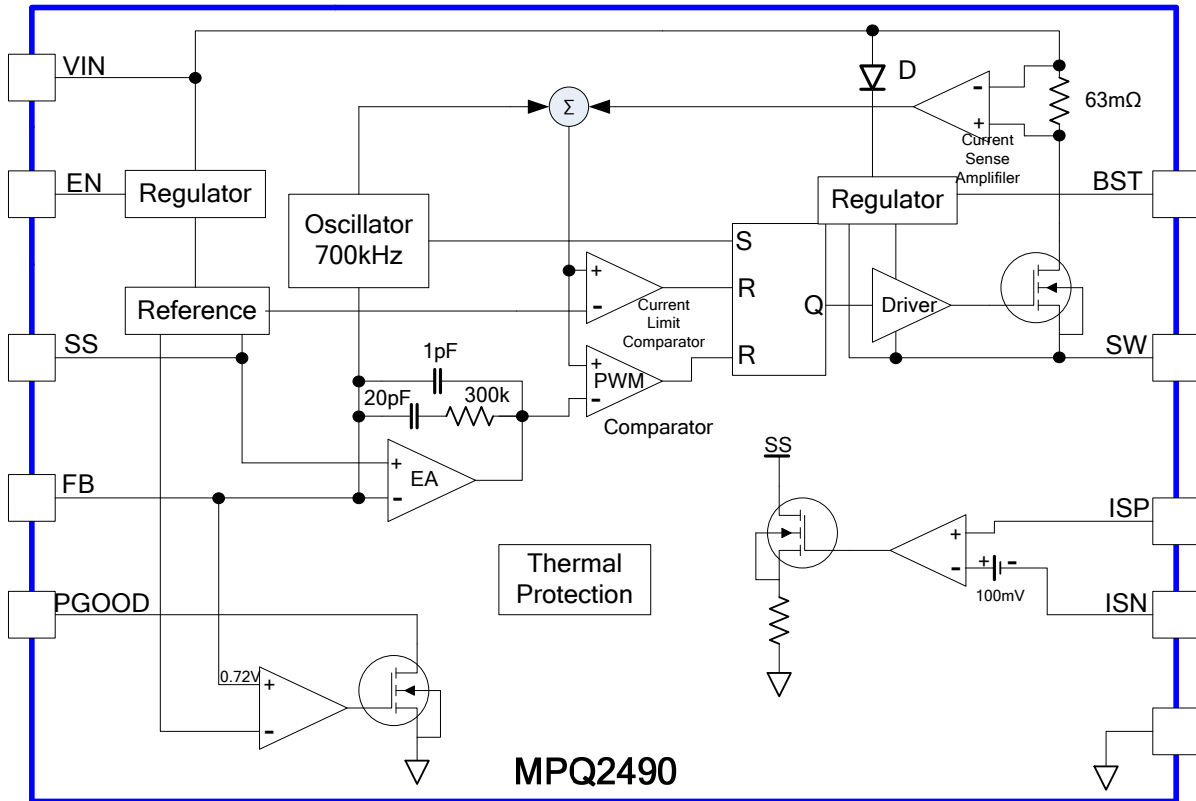 VIN
D
Σ
-
+
63mΩ
Current
Sense
Amplifiler
EN
Regulator
BST
Regulator
Oscillator
700kHz
S
+
-
R
Current
Limit
Comparator
Q
Driver
Reference
SS
SW
1pF
20pF
300k
+
-
PWM
R
Comparator
+
-
EA
FB
SS
ISP
+
-
+ -
100mV
ISN
Thermal
Protection
PGOOD
0.72V
+
-
MPQ2490